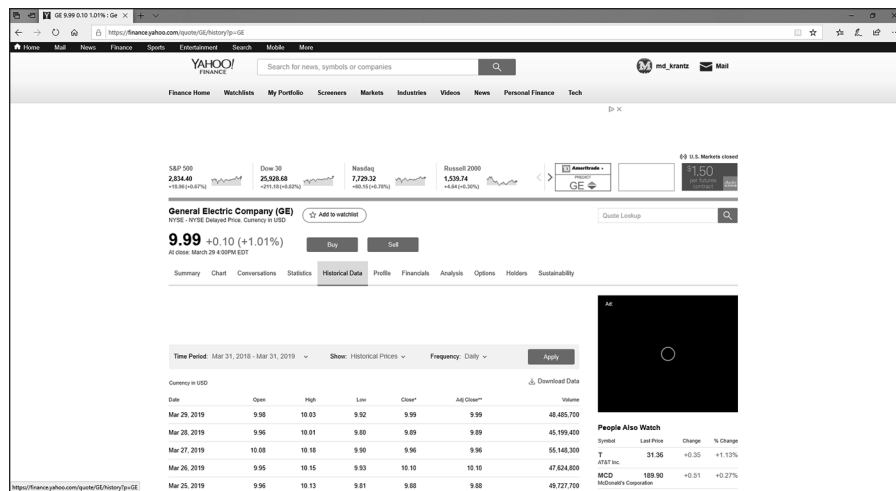 GE 9.99 0.10 1.01% : Ge
https://finance.yahoo.com/quote/GE/history?p=GE
Home Mail News Finance Sports Entertainment Search Mobile More
YAHOO!
FINANCE
Search for news, symbols or companies
md_krantz Mail
Finance Home Watchlists My Portfolio Screeners Markets Industries Videos News Personal Finance Tech
U.S. Markets closed
S&P 500 Dow 30 Nasdaq Russell 2000
2,834.40 25,928.68 7,729.32 1,539.74
+18.96 (+0.67%) +211.18 (+0.82%) +60.15 (+0.78%) +4.64 (+0.30%)
Ameritrade
PREDICT
GE
$1.50
per futures
contract
General Electric Company (GE)
Add to watchlist
NYSE - NYSE Delayed Price. Currency in USD
Quote Lookup
9.99 +0.10 (+1.01%)
At close: March 29 4:00PM EDT
Buy Sell
Summary Chart Conversations Statistics Historical Data Profile Financials Analysis Options Holders Sustainability
Ad:
Time Period: Mar 31, 2018 - Mar 31, 2019 Show: Historical Prices Frequency: Daily Apply
Currency in USD Download Data
Date Open High Low Close* Adj Close** Volume
Mar 29, 2019 9.98 10.03 9.92 9.99 9.99 48,485,700
Mar 28, 2019 9.96 10.01 9.80 9.89 9.89 45,199,400
Mar 27, 2019 10.08 10.18 9.90 9.96 9.96 55,148,300
Mar 26, 2019 9.95 10.15 9.93 10.10 10.10 47,624,800
Mar 25, 2019 9.96 10.13 9.81 9.88 9.88 49,727,700
People Also Watch
Symbol Last Price Change % Change
T 31.36 +0.35 +1.13%
AT&T Inc.
MCD 189.90 +0.51 +0.27%
McDonald's Corporation
https://finance.yahoo.com/quote/GE/history?p=GE